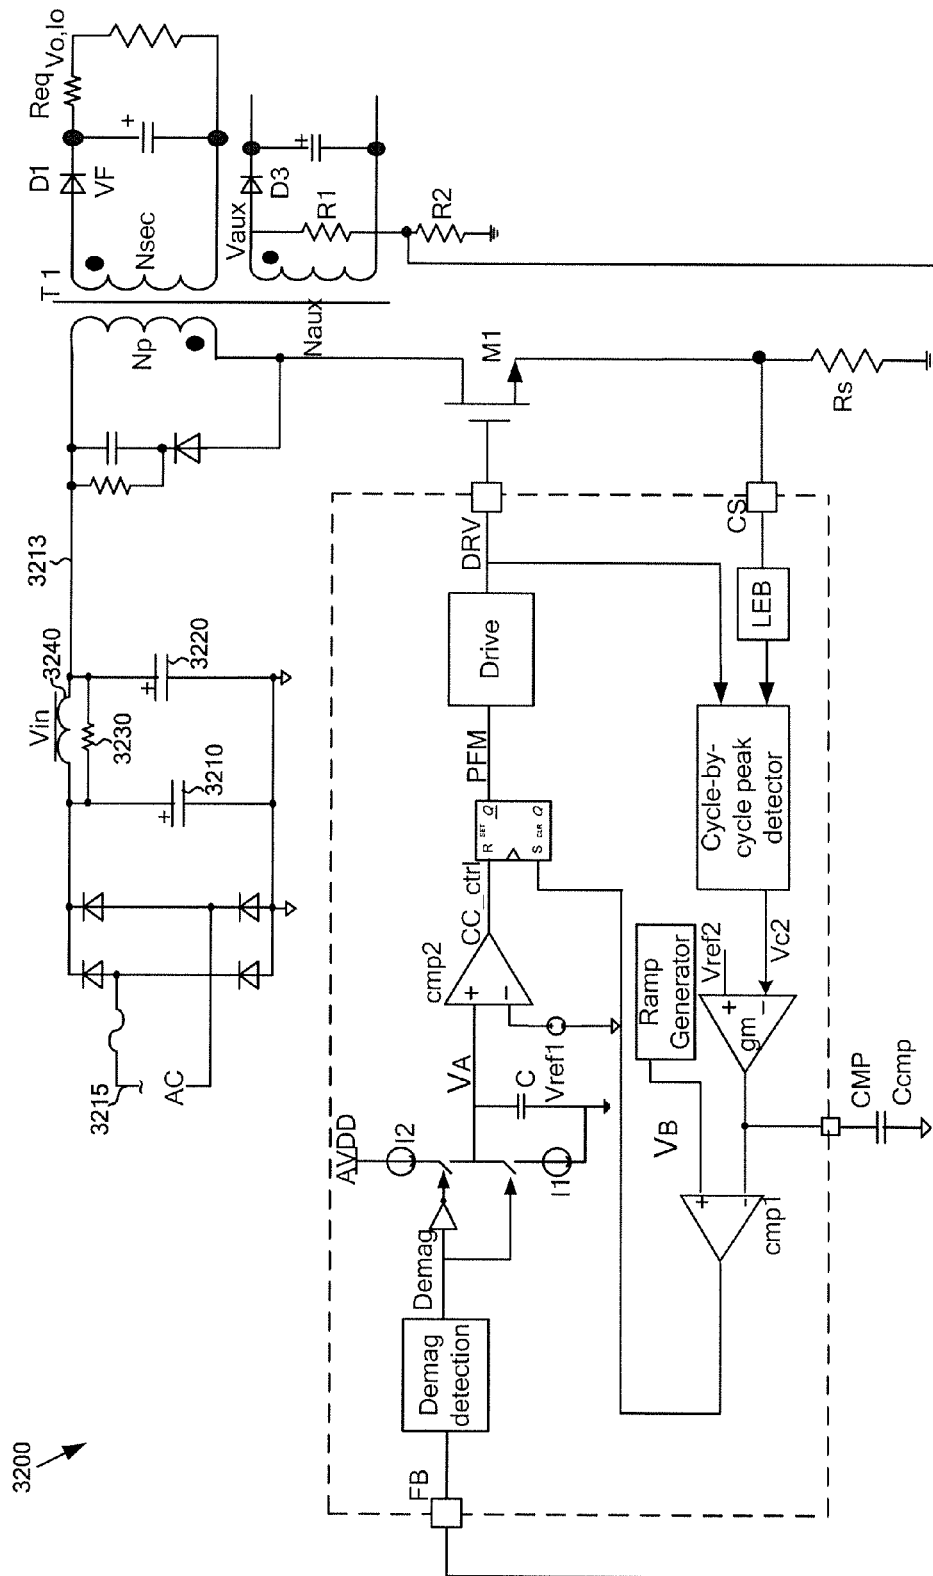 3200
3215
AC
Vin
3240
3213
3210
3230
3220
T1
Np
Nsec
Naux
D1
VF
Req
Vo,Io
Vaux
D3
R1
R2
M1
Rs
FB
Demag
detection
Demag
AVDD
I2
I1
VA
C
Vref1
cmp2
CC_ctrl
R
SET
Q
S
CLR
Q
PFM
Drive
DRV
CS
LEB
Cycle-by-
cycle peak
detector
Vc2
Vref2
gm
Ramp
Generator
VB
cmp1
CMP
Ccmp
+
-
+
-
+
-
+
+
+
+